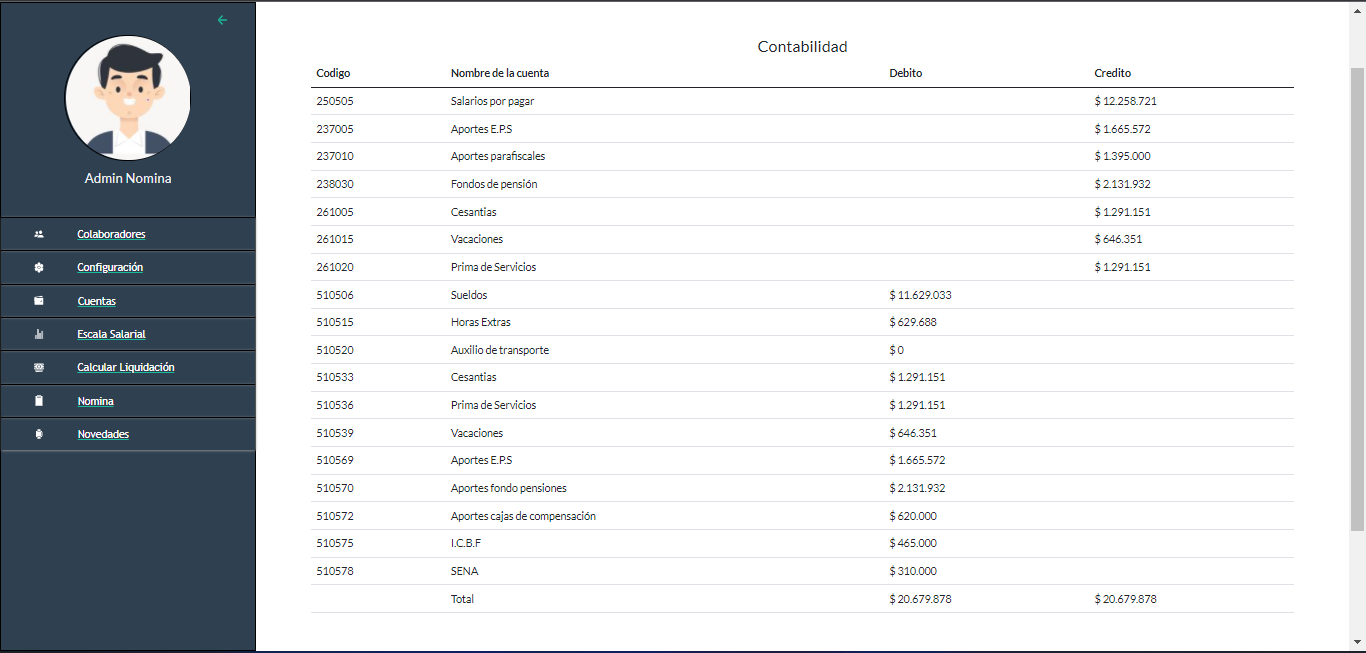 Admin Nomina
Colaboradores
Configuración
Cuentas
Escala Salarial
Calcular Liquidación
Nomina
Novedades
Contabilidad
Codigo Nombre de la cuenta Debito Credito
250505 Salarios por pagar $ 12.258.721
237005 Aportes E.P.S $ 1.665.572
237010 Aportes parafiscales $ 1.395.000
238030 Fondos de pensión $ 2.131.932
261005 Cesantias $ 1.291.151
261015 Vacaciones $ 646.351
261020 Prima de Servicios $ 1.291.151
510506 Sueldos $ 11.629.033
510515 Horas Extras $ 629.688
510520 Auxilio de transporte $ 0
510533 Cesantias $ 1.291.151
510536 Prima de Servicios $ 1.291.151
510539 Vacaciones $ 646.351
510569 Aportes E.P.S $ 1.665.572
510570 Aportes fondo pensiones $ 2.131.932
510572 Aportes cajas de compensación $ 620.000
510575 I.C.B.F $ 465.000
510578 SENA $ 310.000
Total $ 20.679.878 $ 20.679.878